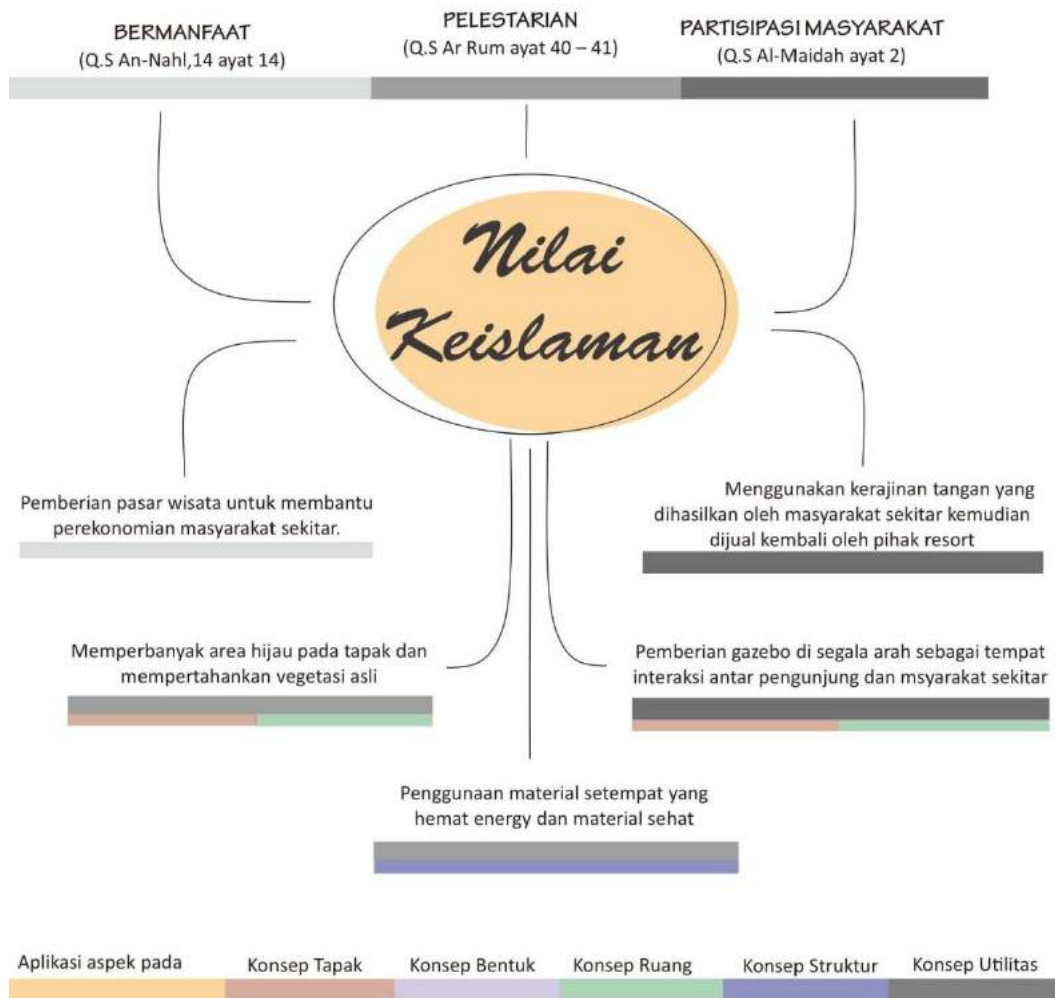 BERMANFAAT
(Q.S An-Nahl,14 ayat 14)
PELESTARIAN
(Q.S Ar Rum ayat 40 – 41)
PARTISIPASI MASYARAKAT
(Q.S Al-Maidah ayat 2)
Nilai
Keislaman
Pemberian pasar wisata untuk membantu
perekonomian masyarakat sekitar.
Menggunakan kerajinan tangan yang
dihasilkan oleh masyarakat sekitar kemudian
dijual kembali oleh pihak resort
Memperbanyak area hijau pada tapak dan
mempertahankan vegetasi asli
Pemberian gazebo di segala arah sebagai tempat
interaksi antar pengunjung dan msyarakat sekitar
Penggunaan material setempat yang
hemat energy dan material sehat
Aplikasi aspek pada
Konsep Tapak
Konsep Bentuk
Konsep Ruang
Konsep Struktur
Konsep Utilitas